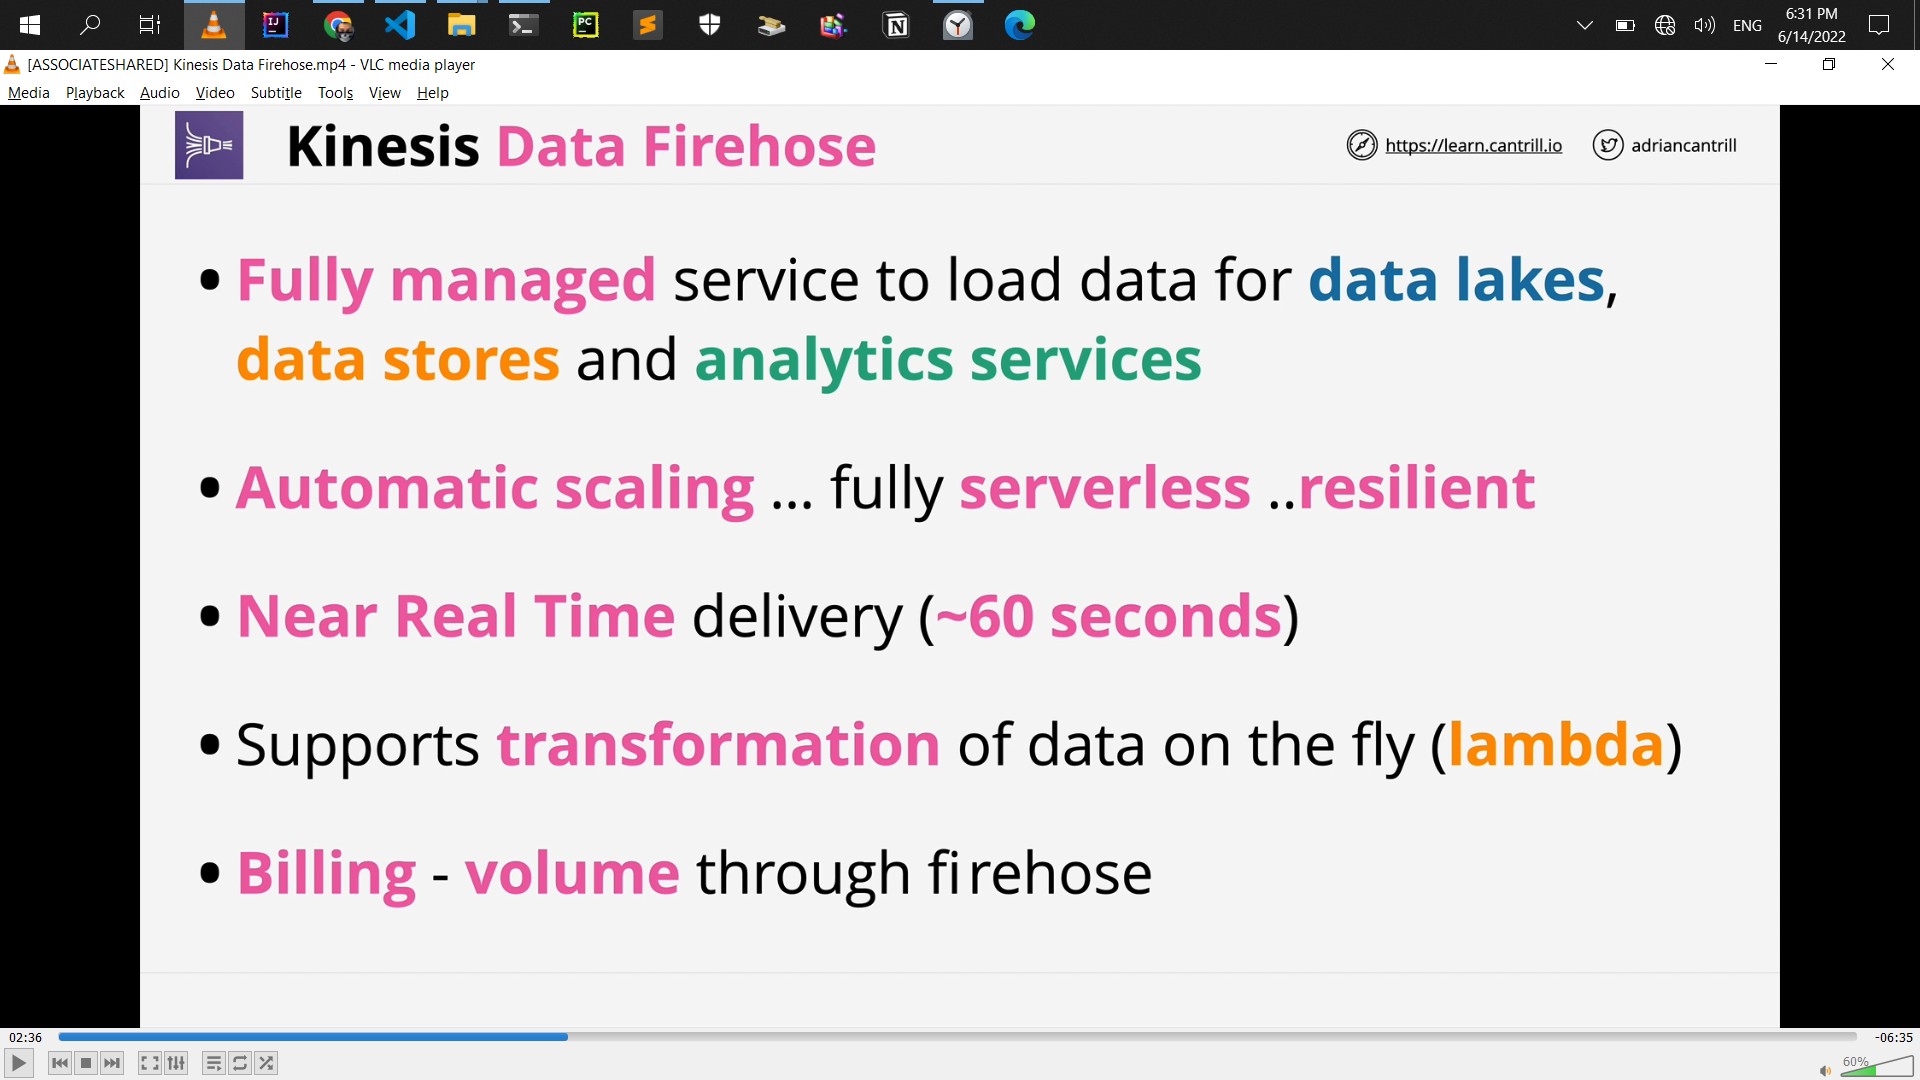 IJ
PC
N
ENG
6:31 PM
6/14/2022
[ASSOCIATESHARED] Kinesis Data Firehose.mp4 - VLC media player
Media Playback Audio Video Subtitle Tools View Help
Kinesis Data Firehose
https://learn.cantrill.io
adriancantrill
• Fully managed service to load data for data lakes,
data stores and analytics services
• Automatic scaling ... fully serverless ..resilient
• Near Real Time delivery (~60 seconds)
• Supports transformation of data on the fly (lambda)
• Billing - volume through firehose
02:36
-06:35
60%